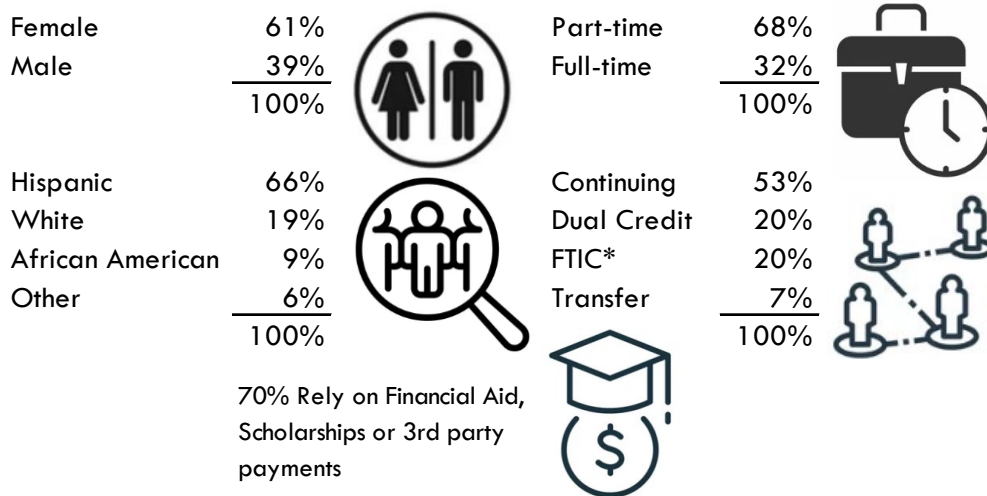 Female 61%
Male 39%
100%
Part-time 68%
Full-time 32%
100%
Hispanic 66%
White 19%
African American 9%
Other 6%
100%
Continuing 53%
Dual Credit 20%
FTIC* 20%
Transfer 7%
100%
70% Rely on Financial Aid,
Scholarships or 3rd party
payments
$